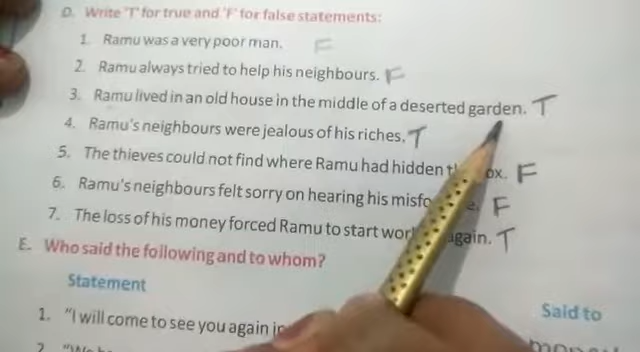 D. Write 'T' for true and 'F' for false statements:
1. Ramu was a very poor man. F
2. Ramu always tried to help his neighbours. F
3. Ramu lived in an old house in the middle of a deserted garden. T
4. Ramu's neighbours were jealous of his riches. T
5. The thieves could not find where Ramu had hidden ox. F
6. Ramu's neighbours felt sorry on hearing his F
7. The loss of his money forced Ramu to start again. T
E. Who said the following and to whom?
Statement Said to
1. "I will come to see you again
2.